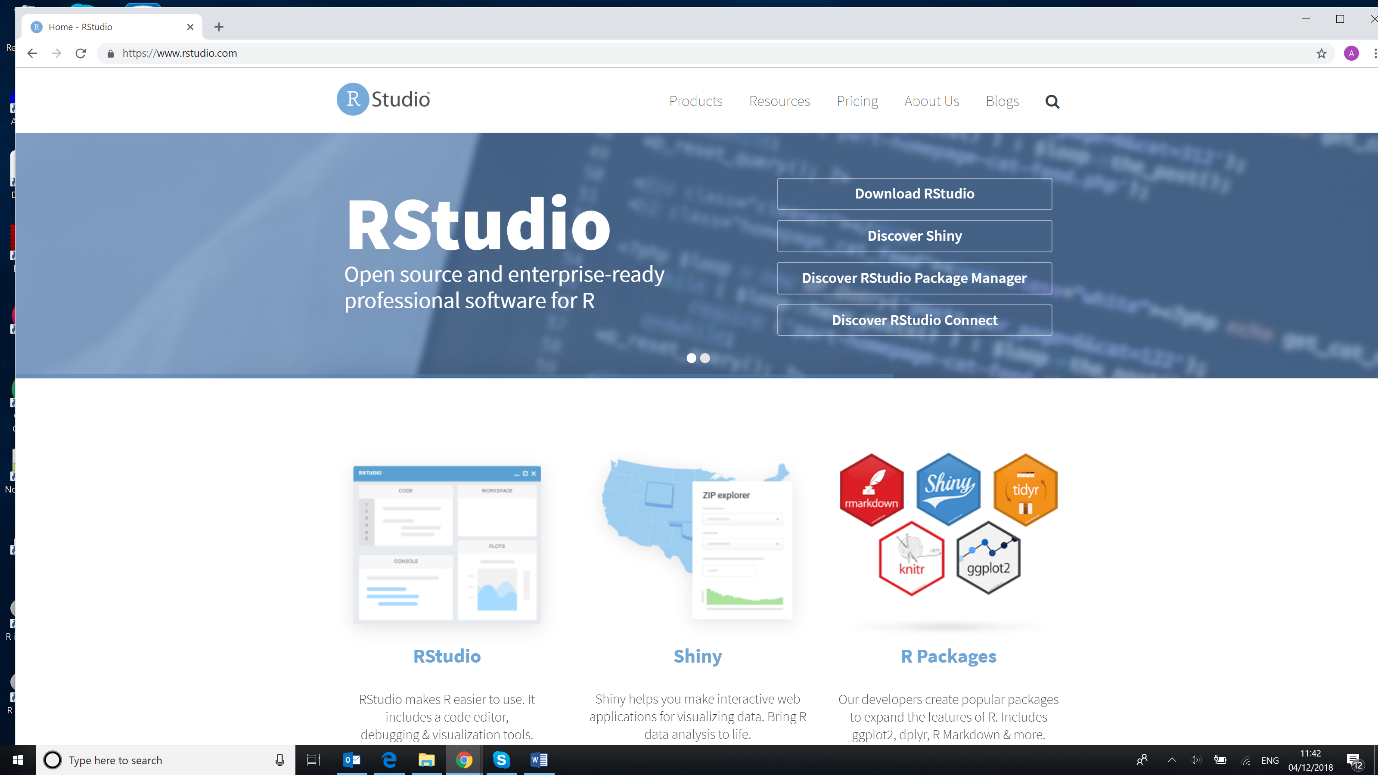 Home - RStudio
https://www.rstudio.com
R Studio
Products Resources Pricing About Us Blogs
RStudio
Open source and enterprise-ready
professional software for R
Download RStudio
Discover Shiny
Discover RStudio Package Manager
Discover RStudio Connect
RSTUDIO
CODE
WORKSPACE
PLOTS
CONSOLE
ZIP explorer
rmarkdown
Shiny
tidyr
knitr
ggplot2
RStudio
RStudio makes R easier to use. It
includes a code editor,
debugging & visualization tools.
Shiny
Shiny helps you make interactive web
applications for visualizing data. Bring R
data analysis to life.
R Packages
Our developers create popular packages
to expand the features of R. Includes
ggplot2, dplyr, R Markdown & more.
Type here to search
ENG
11:42
04/12/2018
12